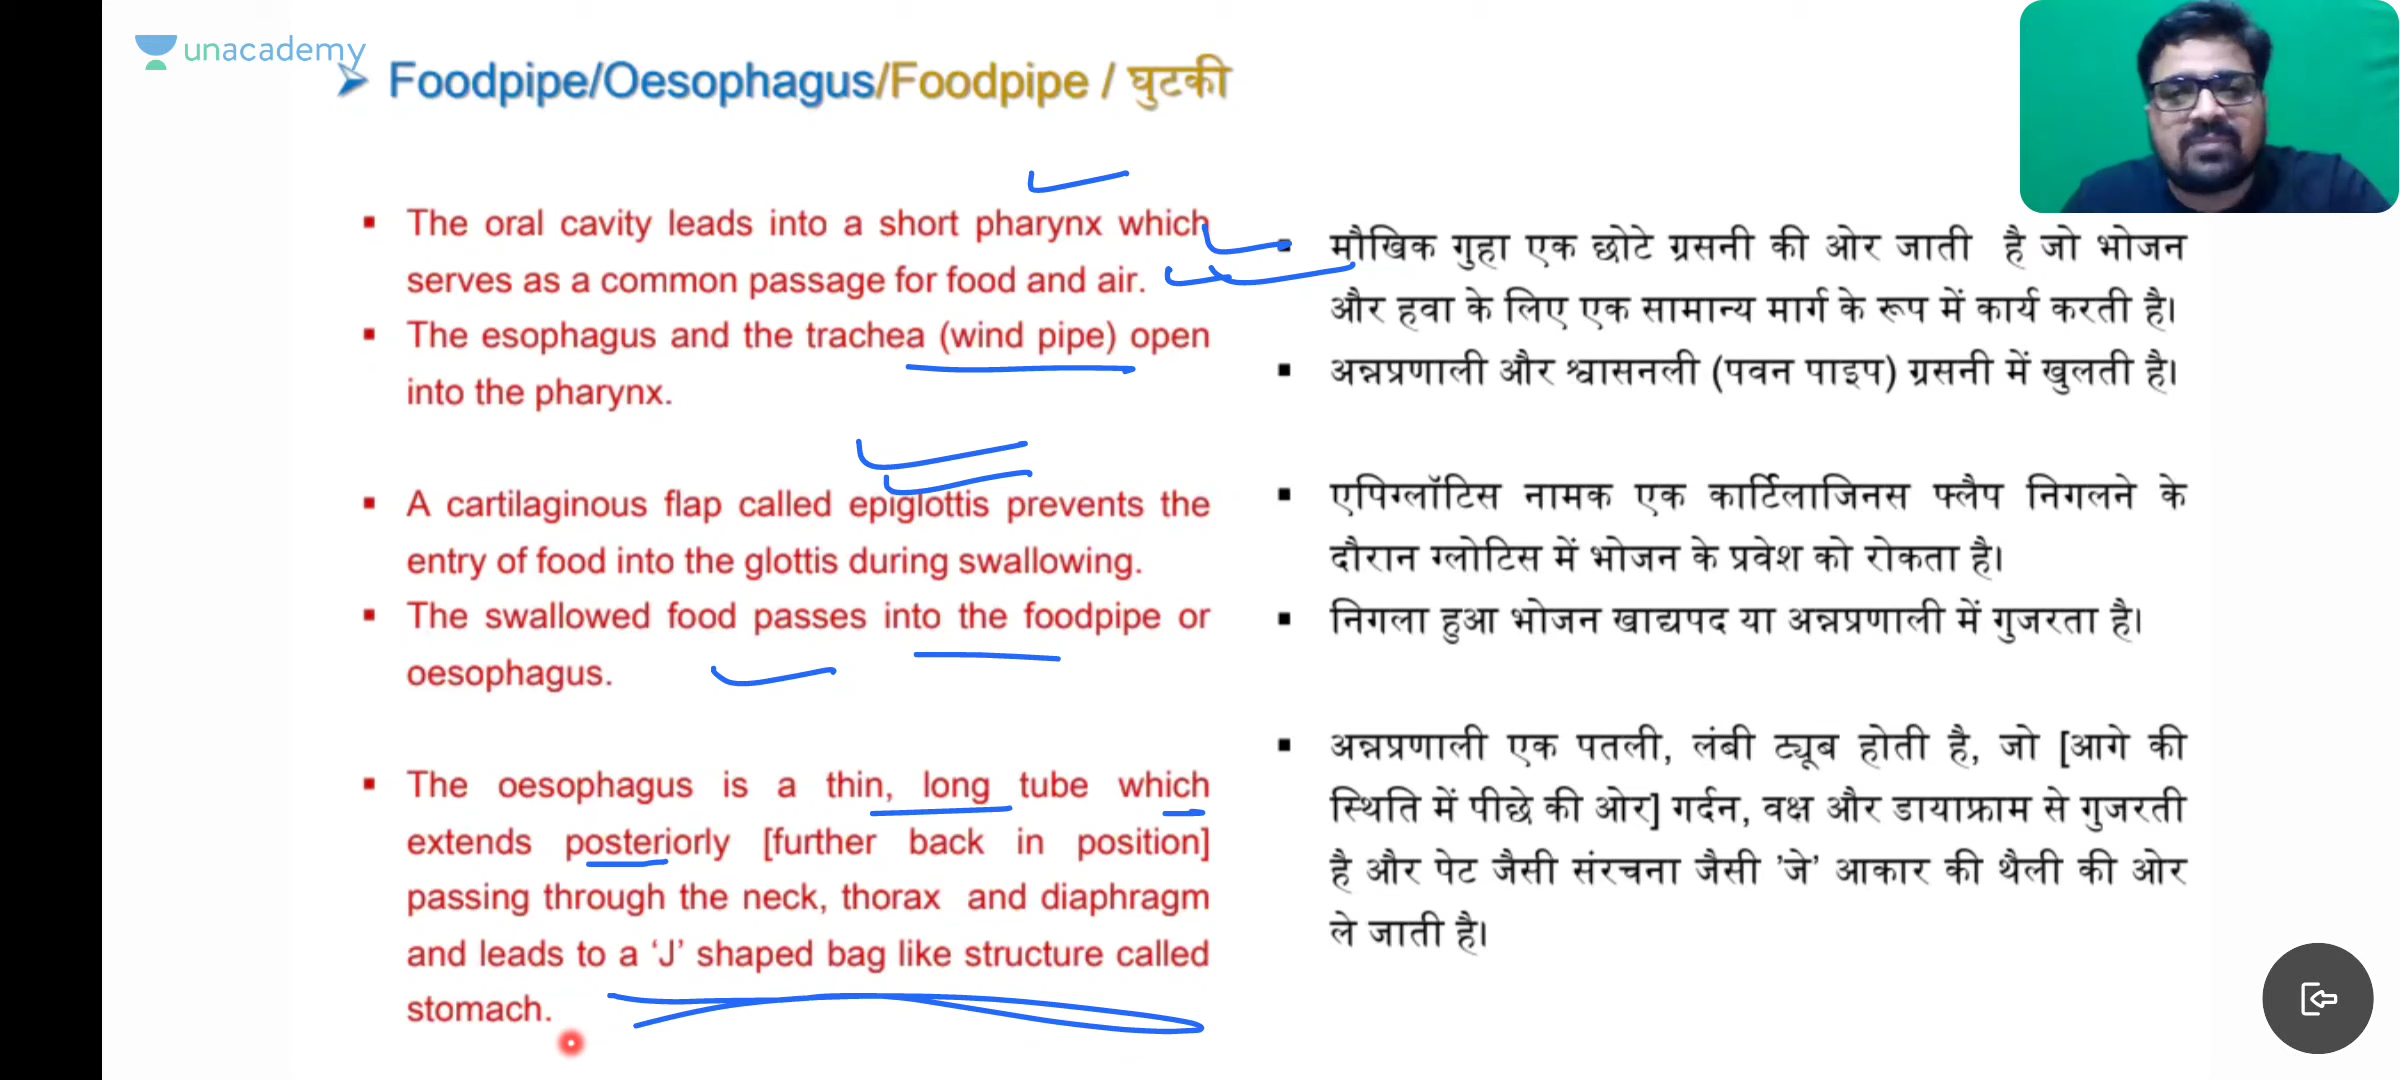 unacademy
Foodpipe/Oesophagus/Foodpipe / घुटकी
The oral cavity leads into a short pharynx which
serves as a common passage for food and air.
The esophagus and the trachea (wind pipe) open
into the pharynx.
A cartilaginous flap called epiglottis prevents the
entry of food into the glottis during swallowing.
The swallowed food passes into the foodpipe or
oesophagus.
The oesophagus is a thin, long tube which
extends posteriorly [further back in position]
passing through the neck, thorax and diaphragm
and leads to a ‘J’ shaped bag like structure called
stomach.
मौखिक गुहा एक छोटे ग्रसनी की ओर जाती है जो भोजन
और हवा के लिए एक सामान्य मार्ग के रूप में कार्य करती है।
अन्नप्रणाली और श्वासनली (पवन पाइप) ग्रसनी में खुलती है।
एपिग्लॉटिस नामक एक कार्टिलाजिनस फ्लैप निगलने के
दौरान ग्लोटिस में भोजन के प्रवेश को रोकता है।
निगला हुआ भोजन खाद्यपद या अन्नप्रणाली में गुजरता है।
अन्नप्रणाली एक पतली, लंबी ट्यूब होती है, जो [आगे की
स्थिति में पीछे की ओर] गर्दन, वक्ष और डायाफ्राम से गुजरती
है और पेट जैसी संरचना जैसी ’जे’ आकार की थैली की ओर
ले जाती है।